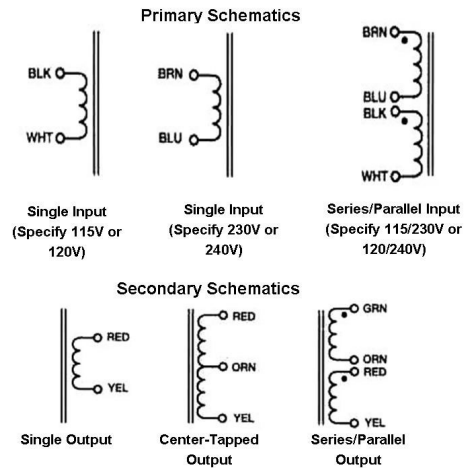 Primary Schematics
BLK
WHT
BRN
BLU
BRN
BLU
BLK
WHT
Single Input
(Specify 115V or
120V)
Single Input
(Specify 230V or
240V)
Series/Parallel Input
(Specify 115/230V or
120/240V)
Secondary Schematics
RED
YEL
RED
ORN
YEL
GRN
ORN
RED
YEL
Single Output
Center-Tapped
Output
Series/Parallel
Output